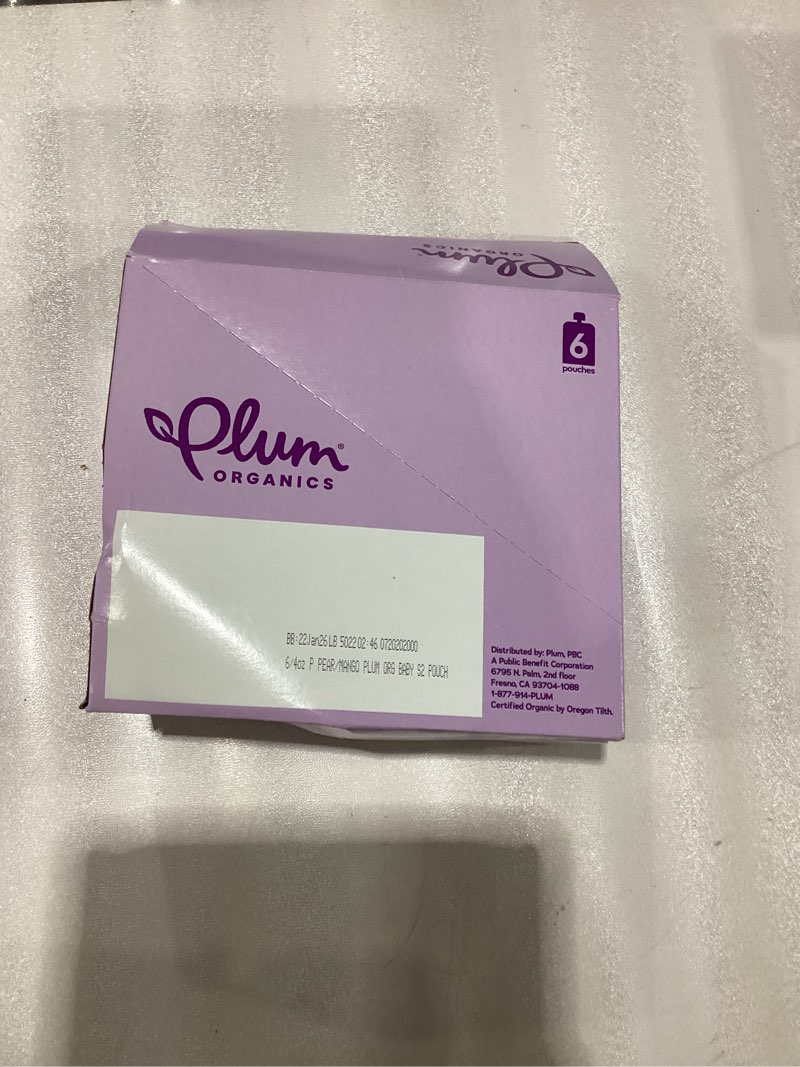 Plum
ORGANICS
6
pouches
Plum®
ORGANICS
BB:22Jan26 LB 5022 02:46 0720202000
6/4oz P PEAR/MANGO PLUM ORG BABY S2 POUCH
Distributed by: Plum, PBC
A Public Benefit Corporation
6795 N. Palm, 2nd floor
Fresno, CA 93704-1088
1-877-914-PLUM
Certified Organic by Oregon Tilth.